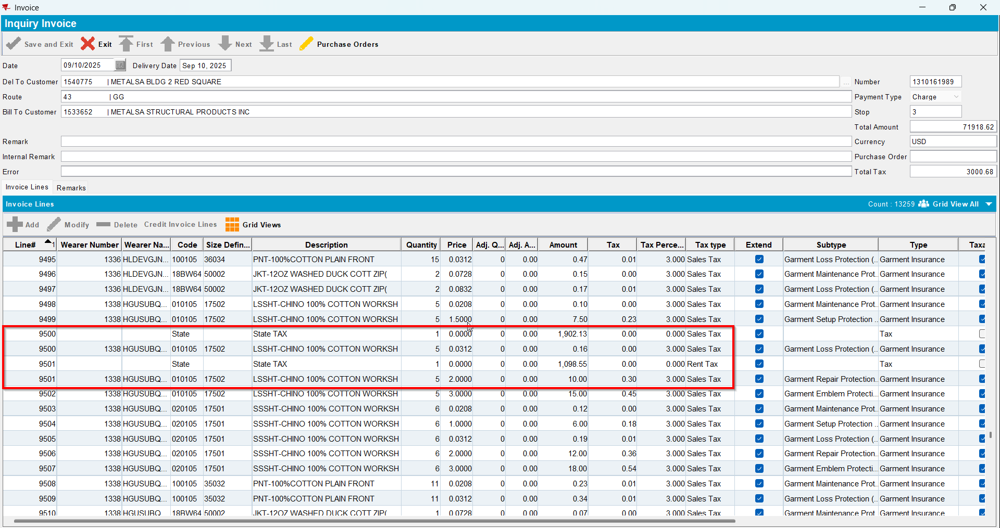 Invoice
Inquiry Invoice
Save and Exit Exit First Previous Next Last Purchase Orders
Date 09/10/2025 Delivery Date Sep 10, 2025
Del To Customer 1540775 | METALSA BLDG 2 RED SQUARE ... Number 1310161989
Route 43 | GG Payment Type Charge
Bill To Customer 1533652 | METALSA STRUCTURAL PRODUCTS INC Stop 3
Total Amount 71918.62
Remark Currency USD
Internal Remark Purchase Order
Error Total Tax 3000.68
Invoice Lines Remarks
Invoice Lines Count : 13259 Grid View All
Add Modify Delete Credit Invoice Lines Grid Views
Line# 1 Wearer Number Wearer Na... Code Size Defin... Description Quantity Price Adj. Q... Adj. A... Amount Tax Tax Perce... Tax type Extend Subtype Type Taxa
9495 1336 HLDEVGJN... 100105 36034 PNT-100%COTTON PLAIN FRONT 15 0.0312 0 0.00 0.47 0.01 3.000 Sales Tax Garment Loss Protection (... Garment Insurance
9496 1336 HLDEVGJN... 18BW64 50002 JKT-12OZ WASHED DUCK COTT ZIP( 2 0.0728 0 0.00 0.15 0.00 3.000 Sales Tax Garment Maintenance Prot... Garment Insurance
9497 1336 HLDEVGJN... 18BW64 50002 JKT-12OZ WASHED DUCK COTT ZIP( 2 0.0832 0 0.00 0.17 0.01 3.000 Sales Tax Garment Loss Protection (... Garment Insurance
9498 1338 HGUSUBQ... 010105 17502 LSSHT-CHINO 100% COTTON WORKSH 5 0.0208 0 0.00 0.10 0.00 3.000 Sales Tax Garment Maintenance Prot... Garment Insurance
9499 1338 HGUSUBQ... 010105 17502 LSSHT-CHINO 100% COTTON WORKSH 5 1.5000 0 0.00 7.50 0.23 3.000 Sales Tax Garment Setup Protection ... Garment Insurance
9500 State State TAX 1 0.0000 0 0.00 1,902.13 0.00 0.000 Sales Tax Tax
9500 1338 HGUSUBQ... 010105 17502 LSSHT-CHINO 100% COTTON WORKSH 5 0.0312 0 0.00 0.16 0.00 3.000 Sales Tax Garment Loss Protection (... Garment Insurance
9501 State State TAX 1 0.0000 0 0.00 1,098.55 0.00 0.000 Rent Tax Tax
9501 1338 HGUSUBQ... 010105 17502 LSSHT-CHINO 100% COTTON WORKSH 5 2.0000 0 0.00 10.00 0.30 3.000 Sales Tax Garment Repair Protection... Garment Insurance
9502 1338 HGUSUBQ... 010105 17502 LSSHT-CHINO 100% COTTON WORKSH 5 3.0000 0 0.00 15.00 0.45 3.000 Sales Tax Garment Emblem Protecti... Garment Insurance
9503 1338 HGUSUBQ... 020105 17501 SSSHT-CHINO 100% COTTON WORKSH 6 0.0208 0 0.00 0.12 0.00 3.000 Sales Tax Garment Maintenance Prot... Garment Insurance
9504 1338 HGUSUBQ... 020105 17501 SSSHT-CHINO 100% COTTON WORKSH 6 1.0000 0 0.00 6.00 0.18 3.000 Sales Tax Garment Setup Protection ... Garment Insurance
9505 1338 HGUSUBQ... 020105 17501 SSSHT-CHINO 100% COTTON WORKSH 6 0.0312 0 0.00 0.19 0.01 3.000 Sales Tax Garment Loss Protection (... Garment Insurance
9506 1338 HGUSUBQ... 020105 17501 SSSHT-CHINO 100% COTTON WORKSH 6 2.0000 0 0.00 12.00 0.36 3.000 Sales Tax Garment Repair Protection... Garment Insurance
9507 1338 HGUSUBQ... 020105 17501 SSSHT-CHINO 100% COTTON WORKSH 6 3.0000 0 0.00 18.00 0.54 3.000 Sales Tax Garment Emblem Protecti... Garment Insurance
9508 1338 HGUSUBQ... 100105 35032 PNT-100%COTTON PLAIN FRONT 11 0.0208 0 0.00 0.23 0.01 3.000 Sales Tax Garment Maintenance Prot... Garment Insurance
9509 1338 HGUSUBQ... 100105 35032 PNT-100%COTTON PLAIN FRONT 11 0.0312 0 0.00 0.34 0.01 3.000 Sales Tax Garment Loss Protection (... Garment Insurance
9510 1338 HGUSUBQ... 18BW64 50002 JKT-12OZ WASHED DUCK COTT ZIP( 1 0.0728 0 0.00 0.07 0.00 3.000 Sales Tax Garment Maintenance Prot... Garment Insurance